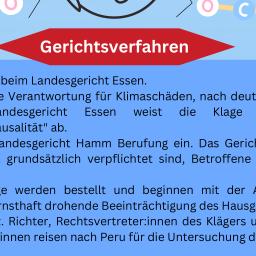 O
O
C
Gerichtsverfahren
beim Landesgericht Essen.
e Verantwortung für Klimaschäden, nach deut
andesgericht Essen weist die Klage
usalität" ab.
andesgericht Hamm Berufung ein. Das Gerich
grundsätzlich verpflichtet sind, Betroffene
ge werden bestellt und beginnen mit der A
rnsthaft drohende Beeinträchtigung des Hausg
t. Richter, Rechtsvertreter:innen des Klägers u
innen reisen nach Peru für die Untersuchung d